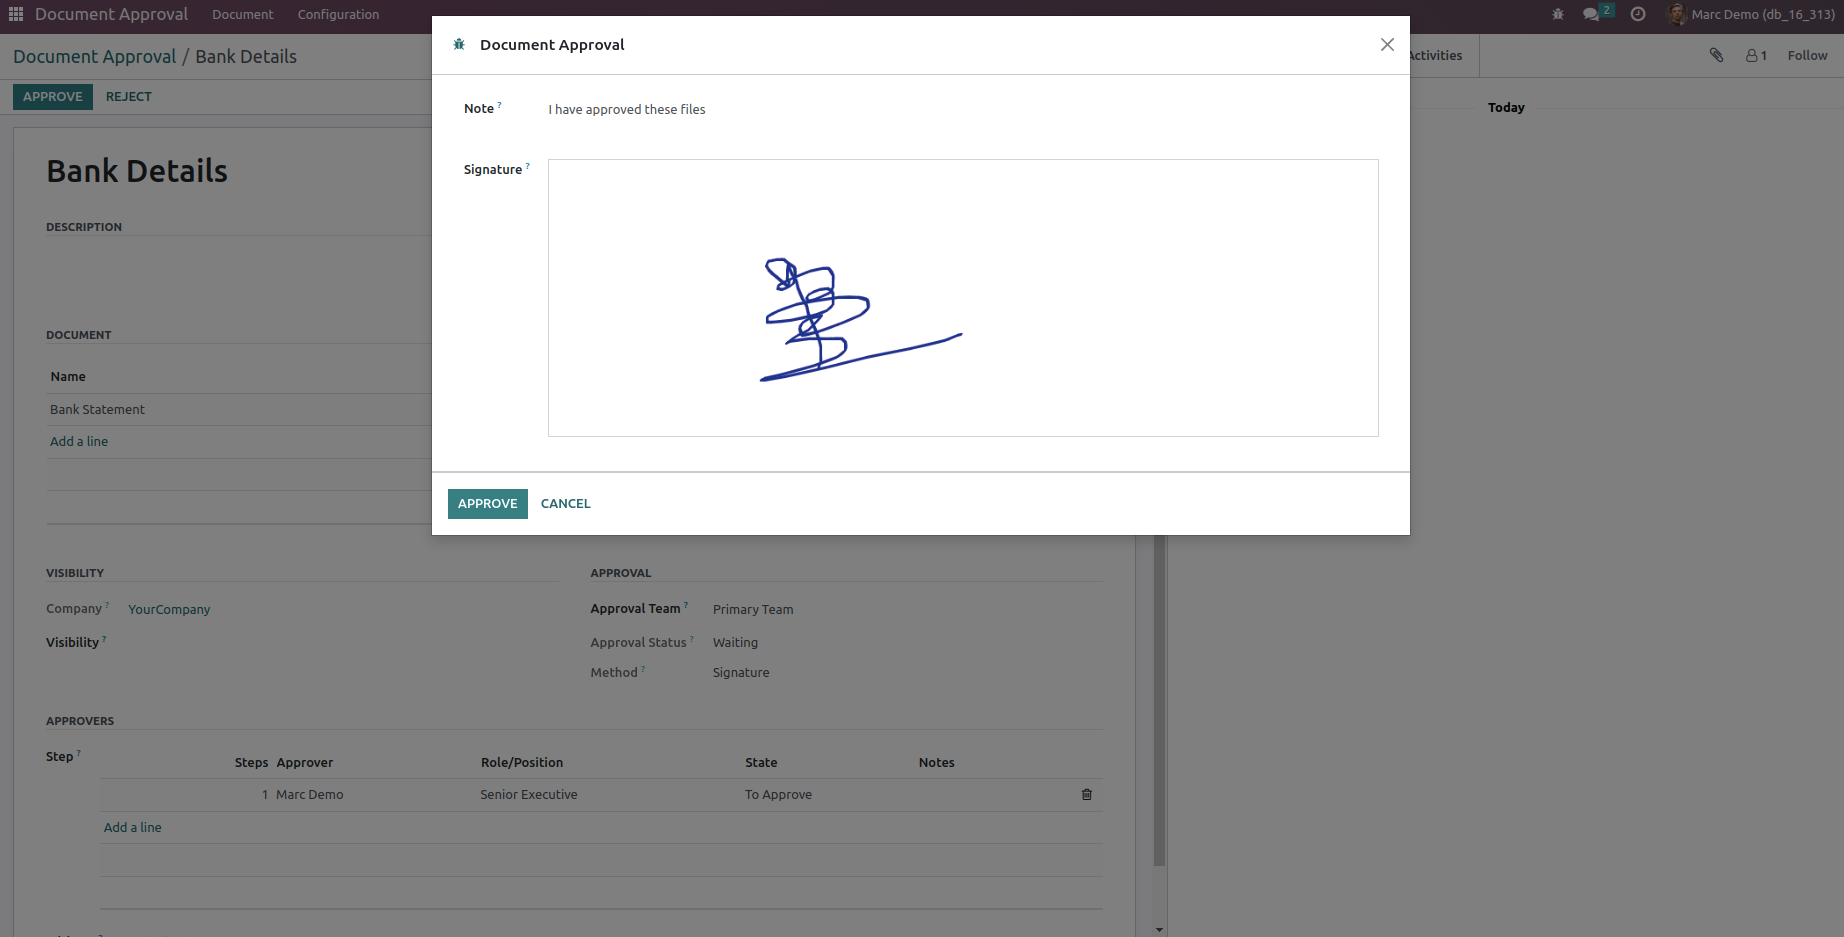 Document Approval Document Configuration 2 Marc Demo (db_16_313)
Document Approval / Bank Details
Activities 1 Follow
APPROVE REJECT
Today
Bank Details
DESCRIPTION
DOCUMENT
Name
Bank Statement
Add a line
Document Approval
Note ? I have approved these files
Signature ?
APPROVE CANCEL
VISIBILITY
Company ? YourCompany
Visibility ?
APPROVAL
Approval Team ? Primary Team
Approval Status ? Waiting
Method ? Signature
APPROVERS
Step ?
Steps Approver Role/Position State Notes
1 Marc Demo Senior Executive To Approve
Add a line